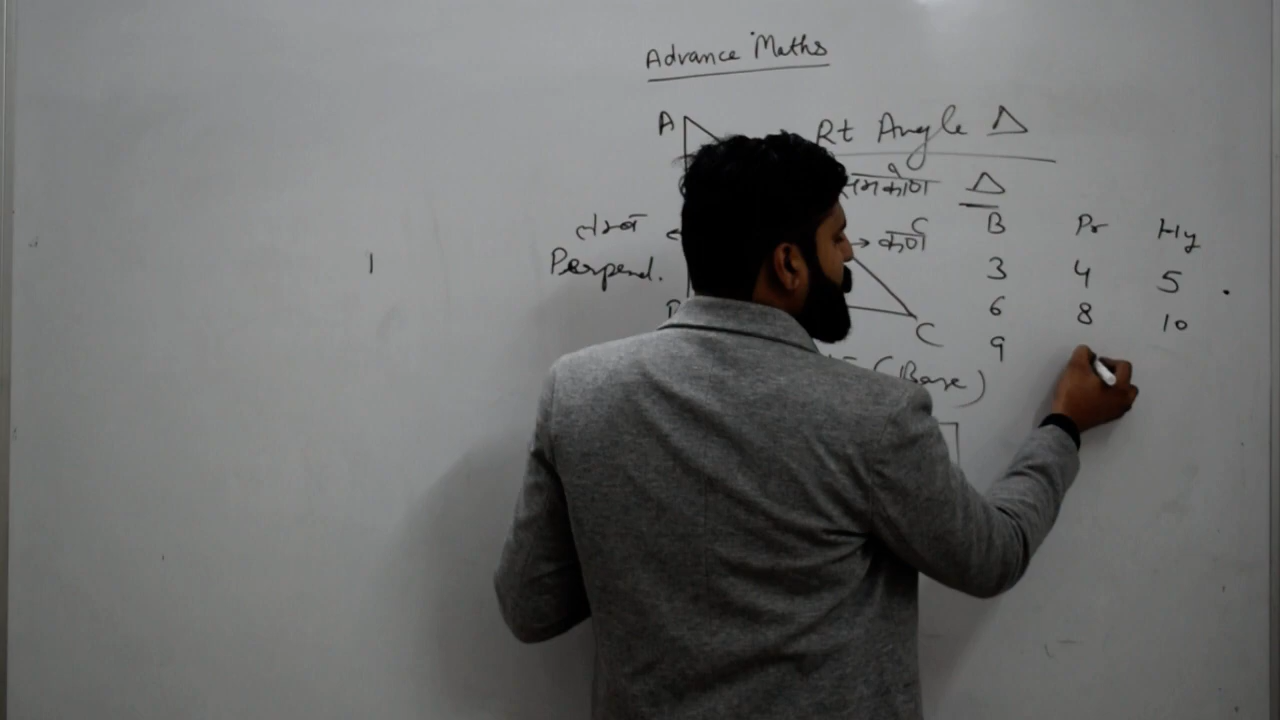 Advance Maths
A
Rt Angle Δ
समकोण Δ
लम्ब
Perpend.
कर्ण
C
(Base)
B Pr Hy
3 4 5
6 8 10
9